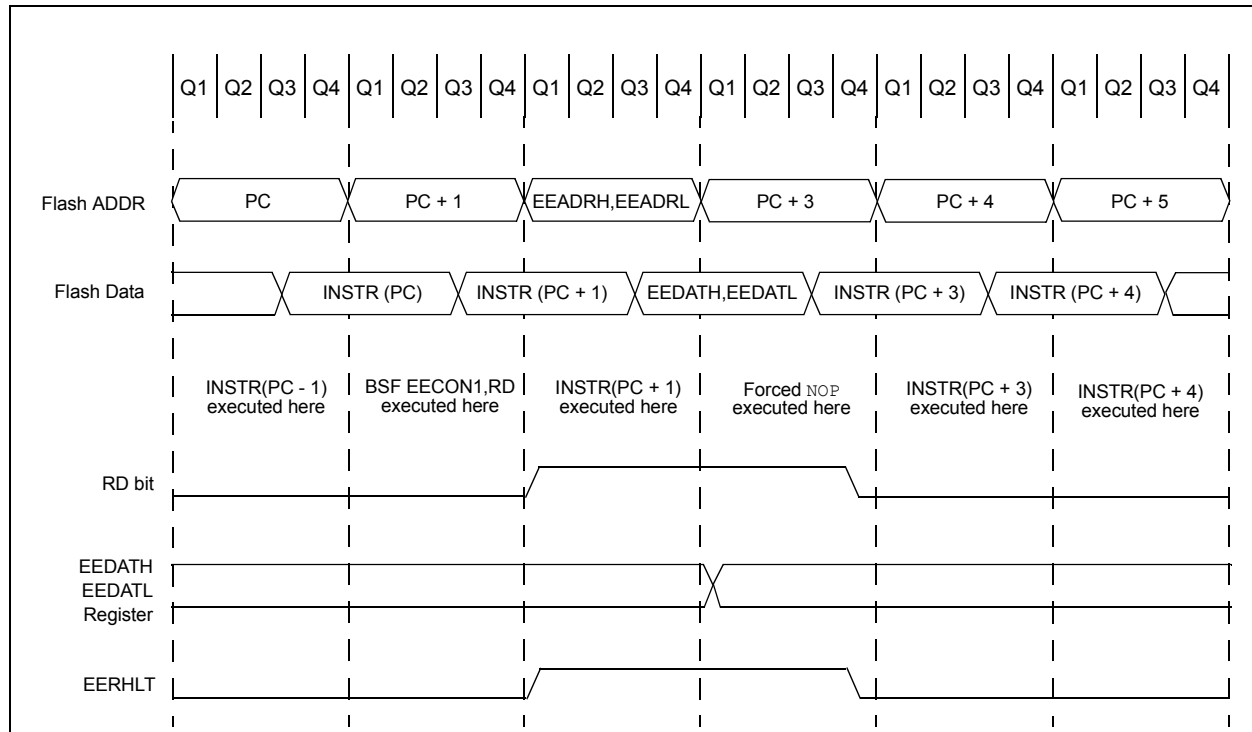 Q1 Q2 Q3 Q4 Q1 Q2 Q3 Q4 Q1 Q2 Q3 Q4 Q1 Q2 Q3 Q4 Q1 Q2 Q3 Q4 Q1 Q2 Q3 Q4
Flash ADDR PC PC + 1 EEADRH,EEADRL PC + 3 PC + 4 PC + 5
Flash Data INSTR (PC) INSTR (PC + 1) EEDATH,EEDATL INSTR (PC + 3) INSTR (PC + 4)
INSTR(PC - 1) BSF EECON1,RD INSTR(PC + 1) Forced NOP INSTR(PC + 3) INSTR(PC + 4)
executed here executed here executed here executed here executed here executed here
RD bit
EEDATH
EEDATL
Register
EERHLT